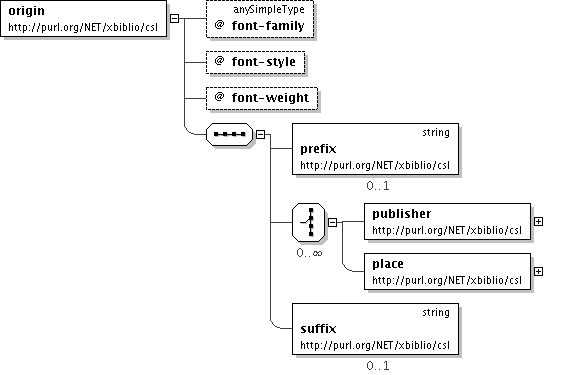 origin
http://purl.org/NET/xbiblio/csl
anySimpleType
@ font-family
@ font-style
@ font-weight
string
prefix
http://purl.org/NET/xbiblio/csl
0..1
publisher
http://purl.org/NET/xbiblio/csl
0..∞
place
http://purl.org/NET/xbiblio/csl
string
suffix
http://purl.org/NET/xbiblio/csl
0..1